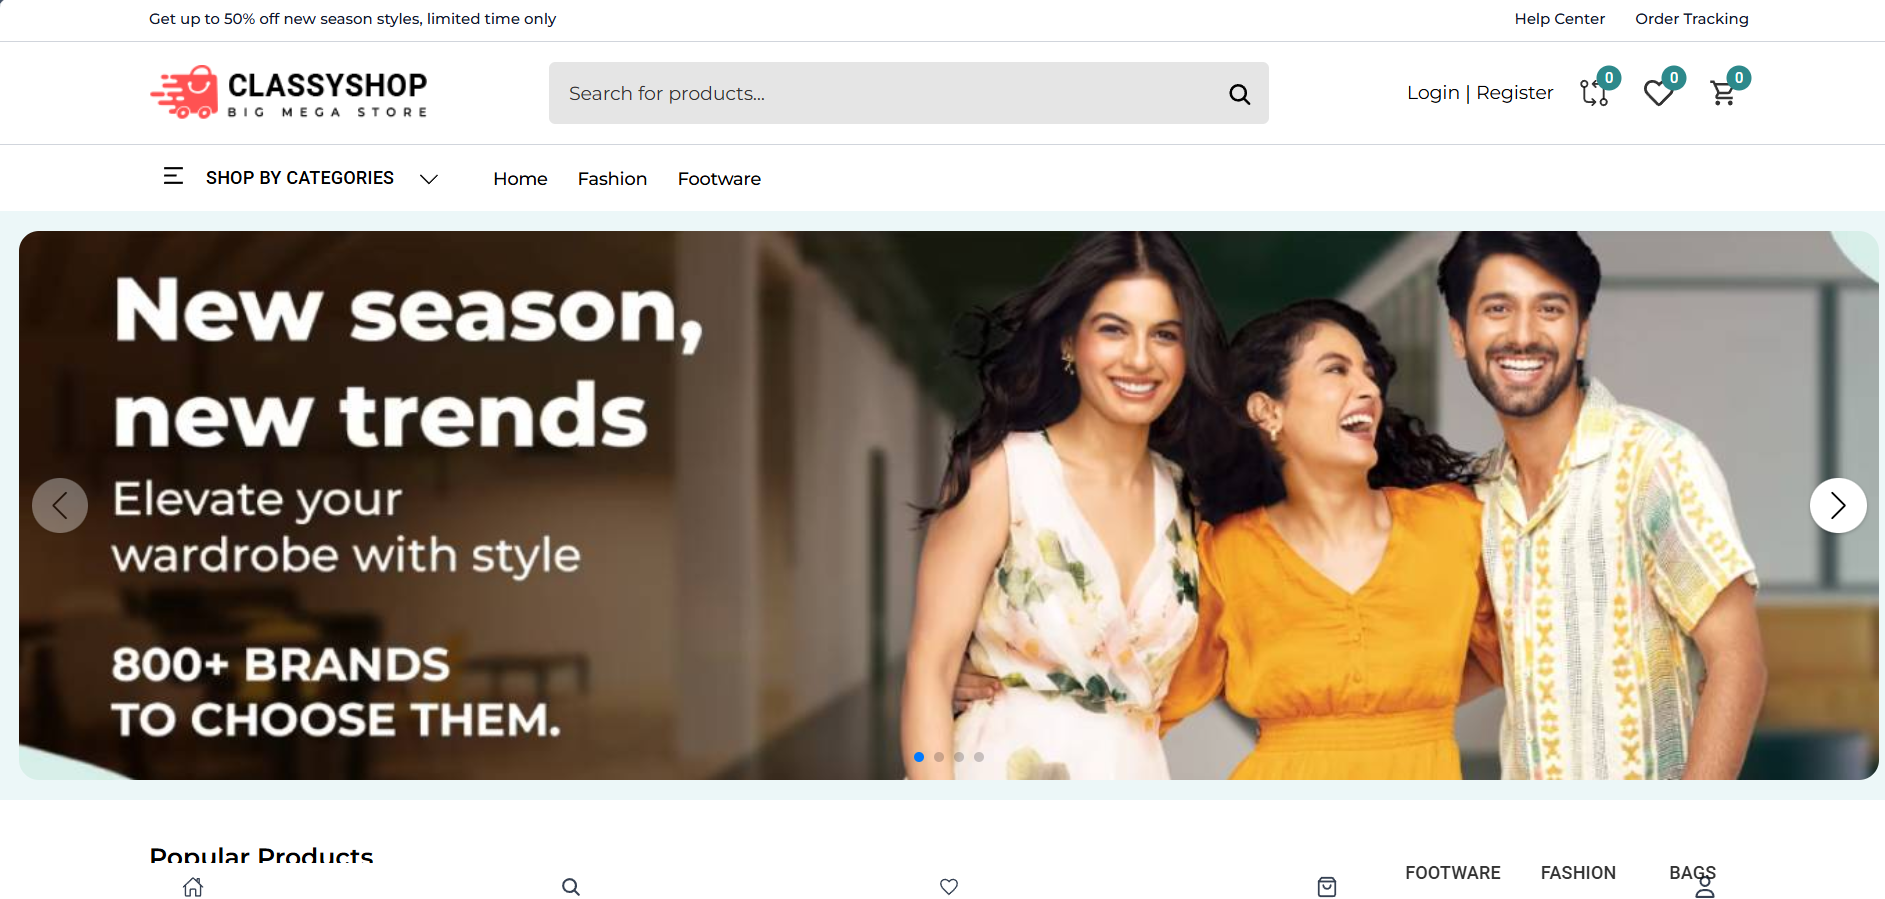 Get up to 50% off new season styles, limited time only
Help Center
Order Tracking
CLASSYSHOP
BIG MEGA STORE
Search for products...
Login | Register
0
0
0
SHOP BY CATEGORIES
Home
Fashion
Footware
New season,
new trends
Elevate your
wardrobe with style
800+ BRANDS
TO CHOOSE THEM.
Popular Products
FOOTWARE
FASHION
BAGS